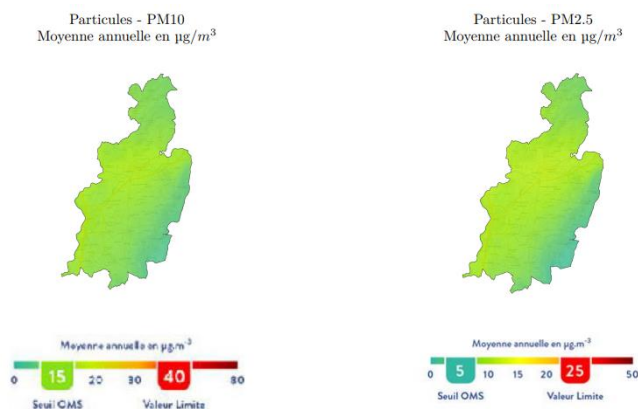 Particules - PM10
Moyenne annuelle en µg/m³
Particules - PM2.5
Moyenne annuelle en µg/m³
Moyenne annuelle en µg.m⁻³
0 15 20 30 40 80
Seuil OMS Valeur Limite
Moyenne annuelle en µg.m⁻³
0 5 10 15 20 25 50
Seuil OMS Valeur Limite